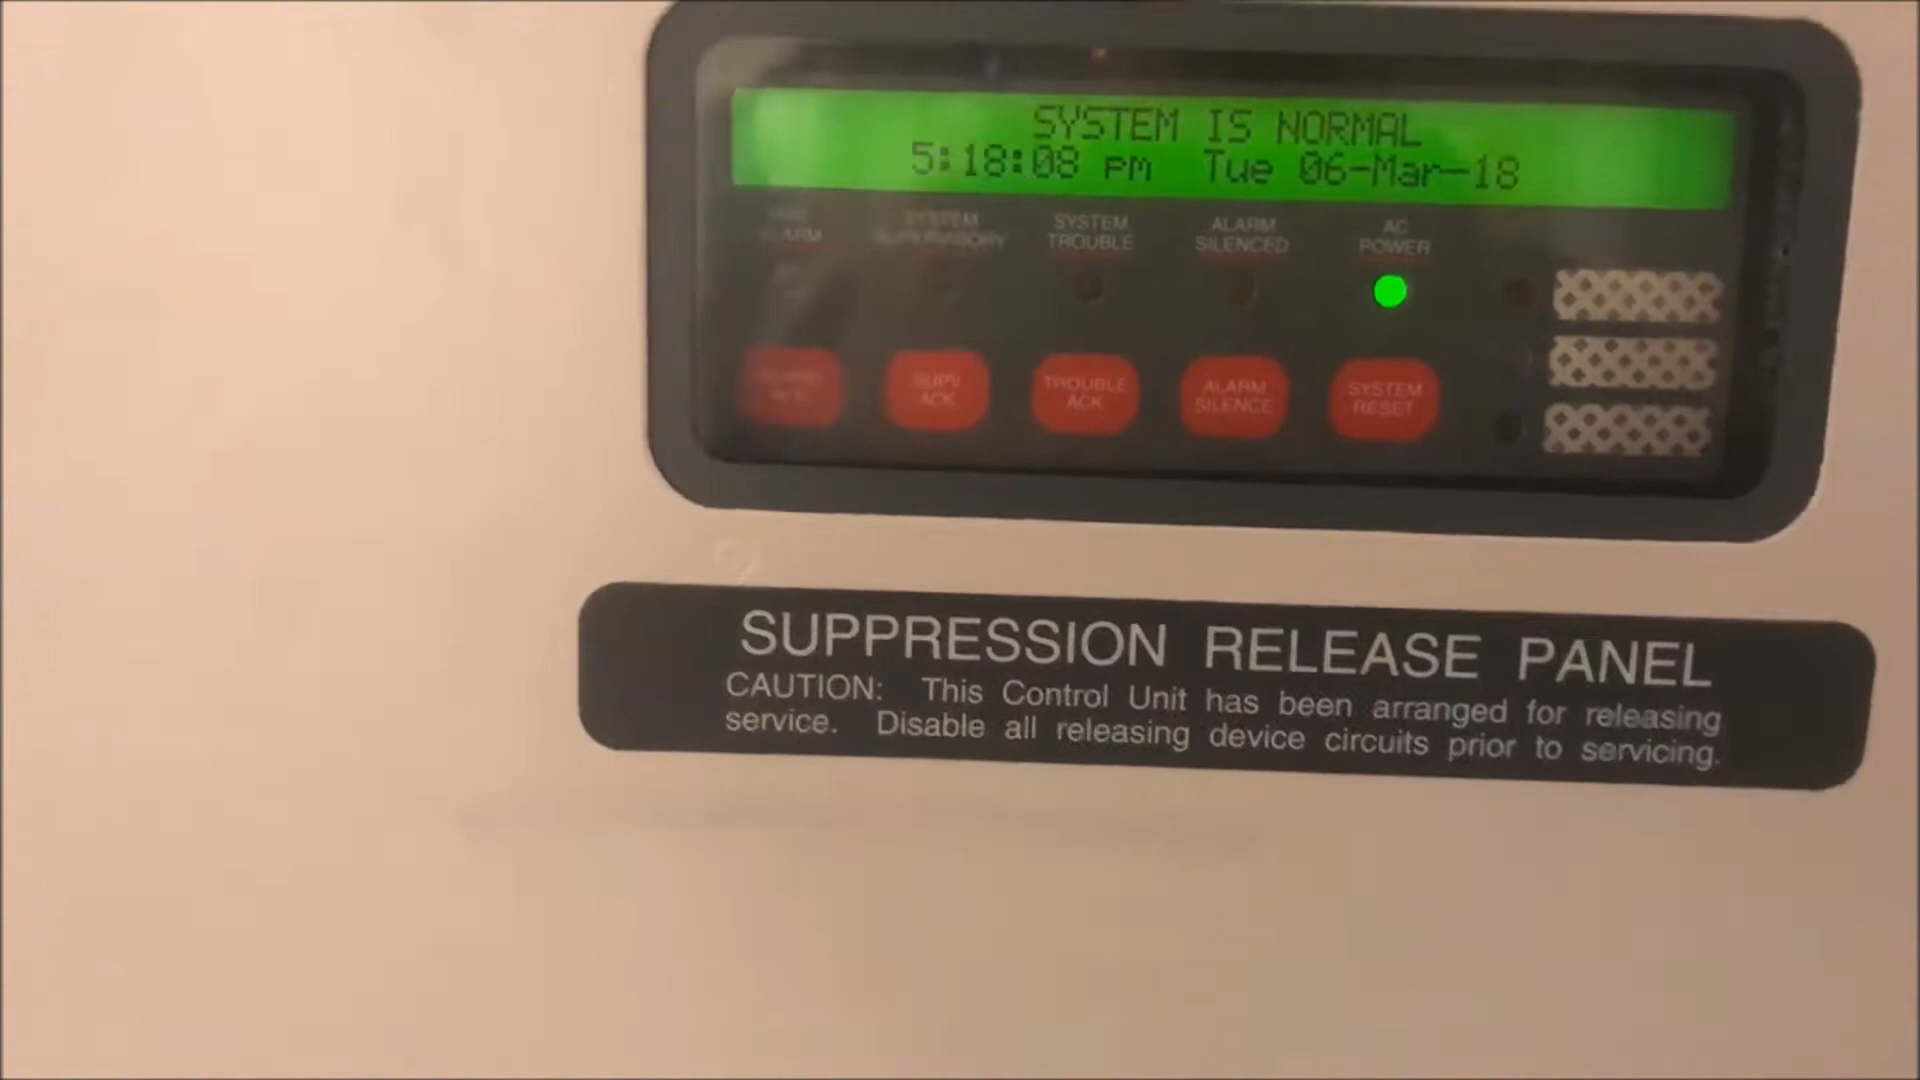 SYSTEM IS NORMAL
5:18:08 pm Tue 06-Mar-18
SYSTEM SUPERVISORY
SYSTEM TROUBLE
ALARM SILENCED
AC POWER
SUPV ACK
TROUBLE ACK
ALARM SILENCE
SYSTEM RESET
SUPPRESSION RELEASE PANEL
CAUTION: This Control Unit has been arranged for releasing
service. Disable all releasing device circuits prior to servicing.